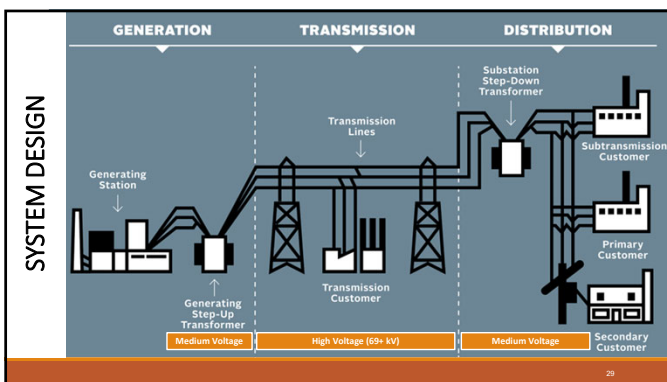 SYSTEM DESIGN
GENERATION
TRANSMISSION
DISTRIBUTION
Substation
Step-Down
Transformer
Transmission
Lines
Subtransmission
Customer
Generating
Station
Primary
Customer
Transmission
Customer
Generating
Step-Up
Transformer
Secondary
Customer
Medium Voltage
High Voltage (69+ kV)
Medium Voltage
29